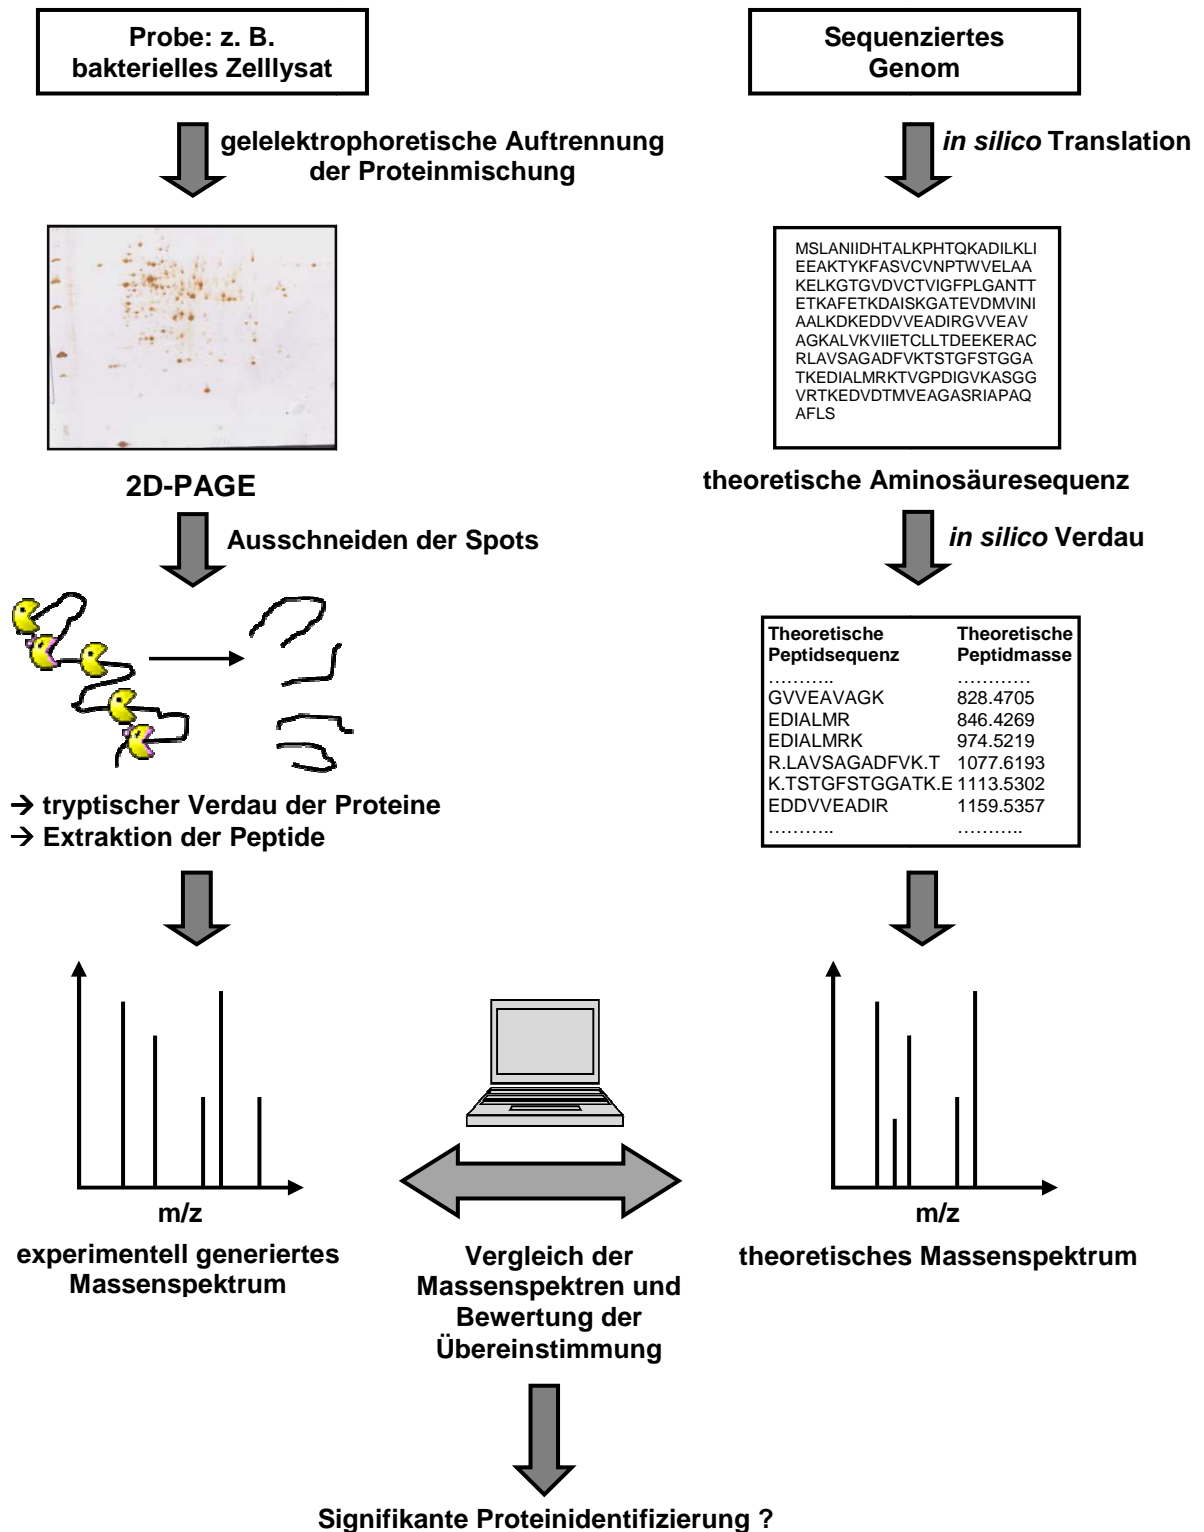 Probe: z. B.
bakterielles Zelllysat
gelelektrophoretische Auftrennung
der Proteinmischung
2D-PAGE
Ausschneiden der Spots
→ tryptischer Verdau der Proteine
→ Extraktion der Peptide
m/z
experimentell generiertes
Massenspektrum
Sequenziertes
Genom
in silico Translation
MSLANIIDHTALKPHTQKADILKLI
EEAKTYKFASVCVNPTWVELAA
KELKGTGVDVCTVIGFPLGANTT
ETKAFETKDAISKGATEVDMVINI
AALKDKEDDVVEADIRGVVEAV
AGKALVKVIIETCLLTDEEKERAC
RLAVSAGADFVKTSTGFSTGGA
TKEDIALMRKTVGPDIGVKASGG
VRTKEDVDTMVEAGASRIAPAQ
AFLS
theoretische Aminosäuresequenz
in silico Verdau
Theoretische Theoretische
Peptidsequenz Peptidmasse
……….. …………
GVVEAVAGK 828.4705
EDIALMR 846.4269
EDIALMRK 974.5219
R.LAVSAGADFVK.T 1077.6193
K.TSTGFSTGGATK.E 1113.5302
EDDVVEADIR 1159.5357
……….. ………..
m/z
theoretisches Massenspektrum
Vergleich der
Massenspektren und
Bewertung der
Übereinstimmung
Signifikante Proteinidentifizierung ?